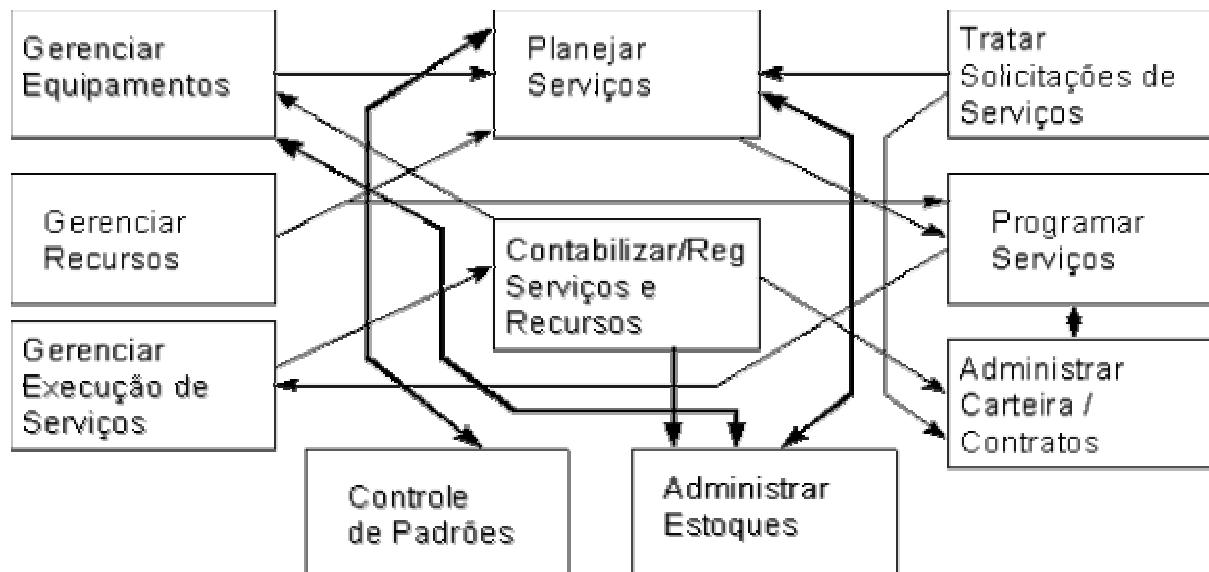 Gerenciar
Equipamentos
Planejar
Serviços
Tratar
Solicitações de
Serviços
Gerenciar
Recursos
Contabilizar/Reg
Serviços e
Recursos
Programar
Serviços
Gerenciar
Execução de
Serviços
Administrar
Carteira /
Contratos
Controle
de Padrões
Administrar
Estoques